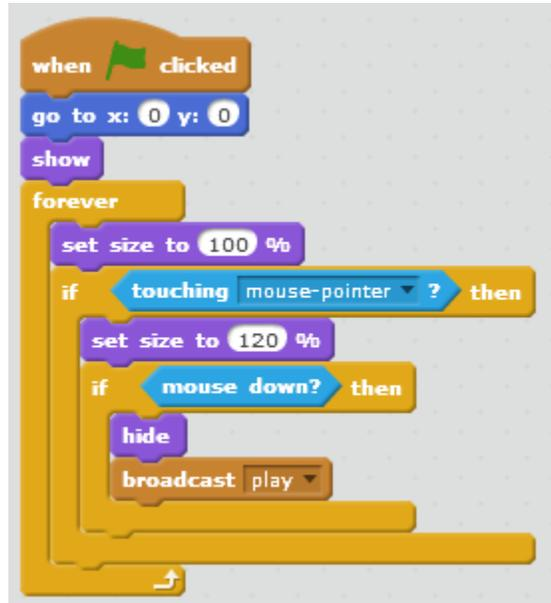 when clicked
go to x: 0 y: 0
show
forever
set size to 100 %
if touching mouse-pointer ? then
set size to 120 %
if mouse down? then
hide
broadcast play